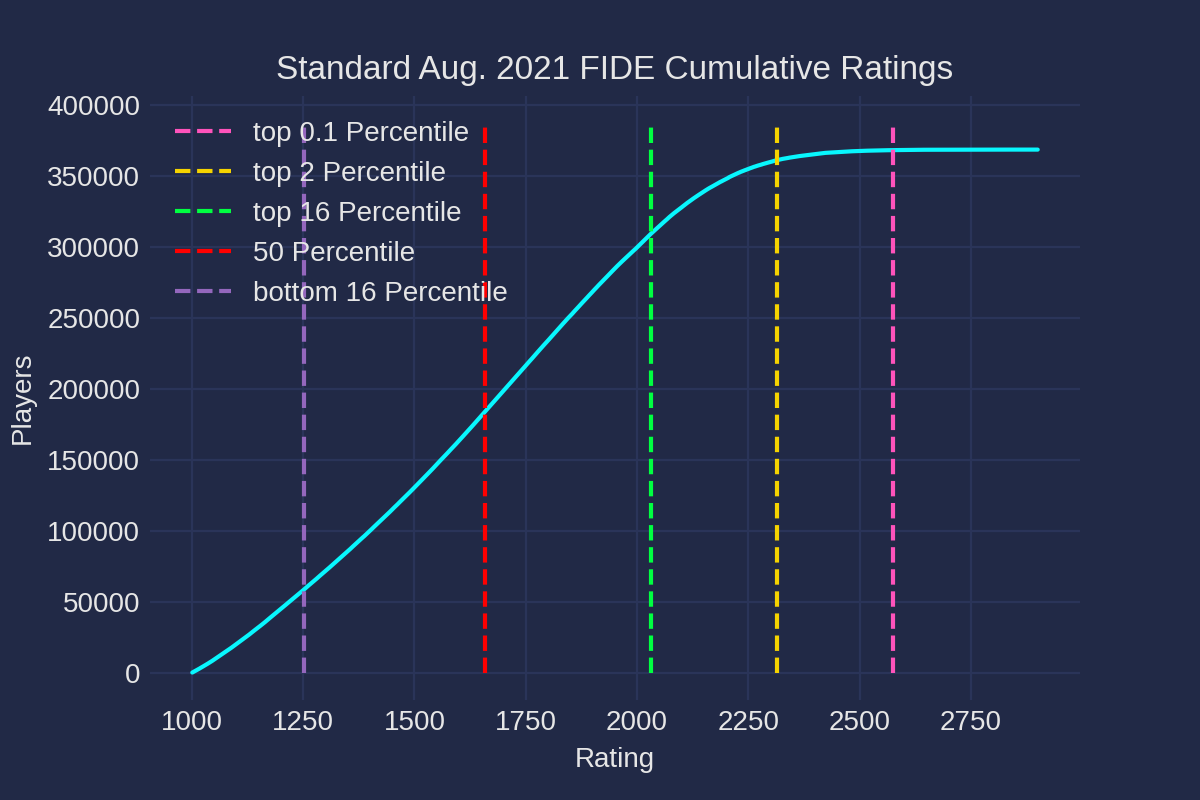 Standard Aug. 2021 FIDE Cumulative Ratings
400000
350000
300000
250000
200000
150000
100000
50000
0
Players
top 0.1 Percentile
top 2 Percentile
top 16 Percentile
50 Percentile
bottom 16 Percentile
1000 1250 1500 1750 2000 2250 2500 2750
Rating